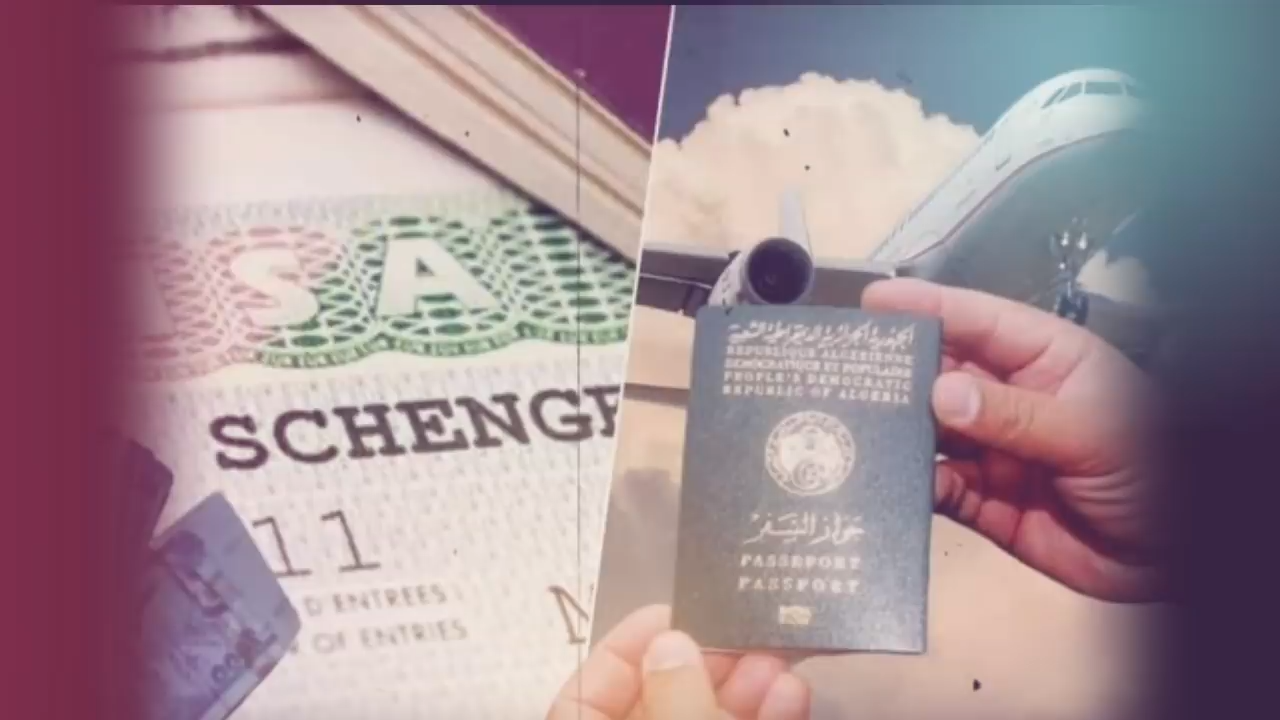 SA
SCHENGE
11
D'ENTREES
OF ENTRIES
الجمهورية الجزائرية الديمقراطية الشعبية
REPUBLIQUE ALGERIENNE
DEMOCRATIQUE ET POPULAIRE
PEOPLE'S DEMOCRATIC
REPUBLIC OF ALGERIA
جواز السفر
PASSEPORT
PASSPORT